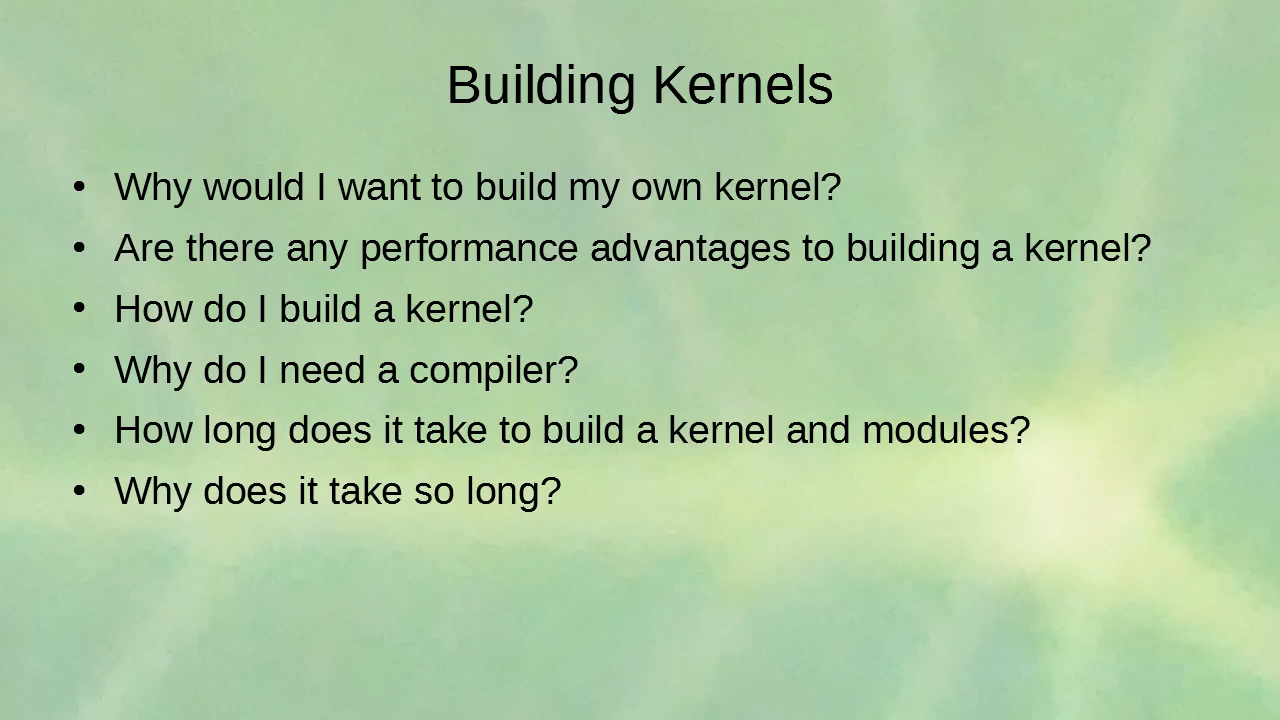 Building Kernels
• Why would I want to build my own kernel?
• Are there any performance advantages to building a kernel?
• How do I build a kernel?
• Why do I need a compiler?
• How long does it take to build a kernel and modules?
• Why does it take so long?